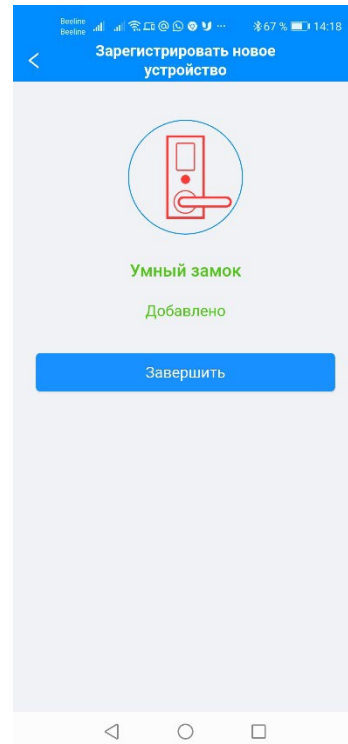 Beeline
Beeline
67 % 14:18
Зарегистрировать новое
устройство
Умный замок
Добавлено
Завершить